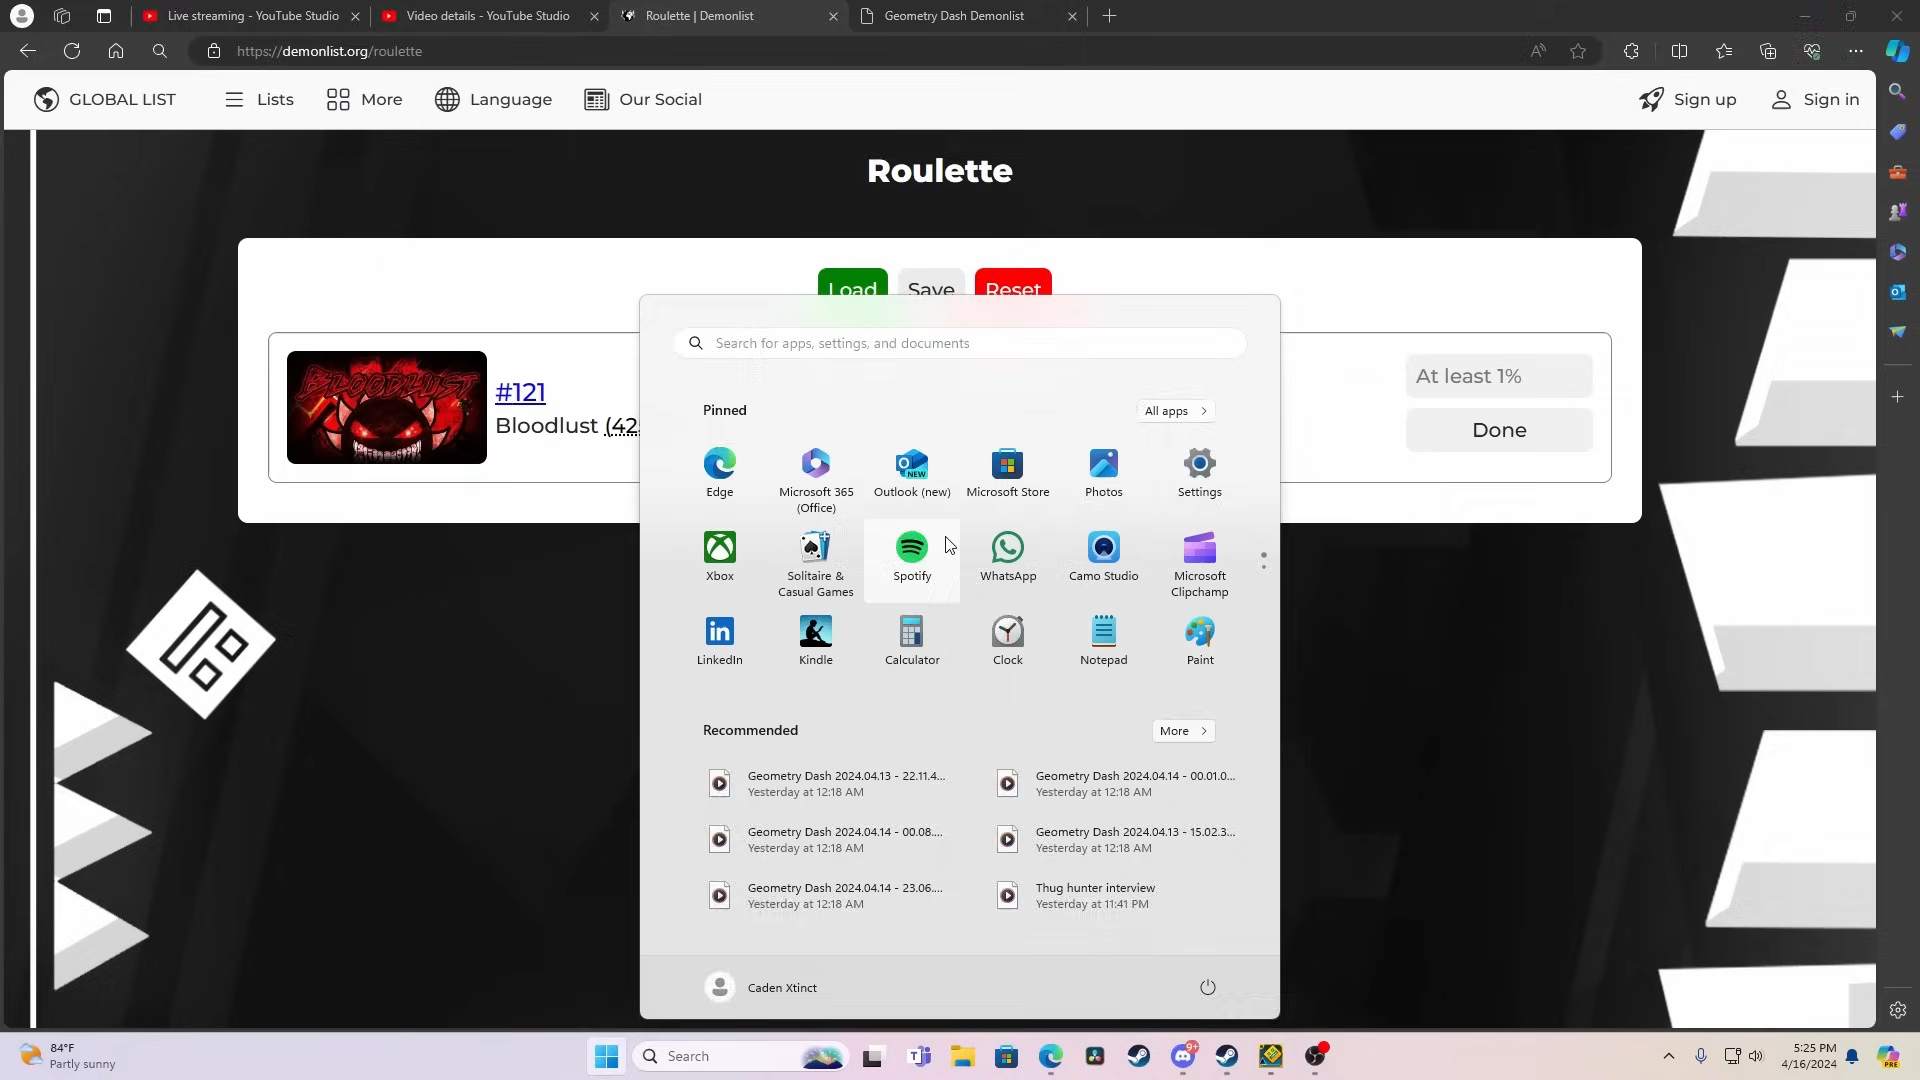 Live streaming - YouTube Studio
Video details - YouTube Studio
Roulette | Demonlist
Geometry Dash Demonlist
https://demonlist.org/roulette
GLOBAL LIST
Lists
More
Language
Our Social
Sign up
Sign in
Roulette
Load
Save
Reset
BLOODLUST
#121
Bloodlust (42
At least 1%
Done
Search for apps, settings, and documents
Pinned
All apps
Edge
Microsoft 365
(Office)
NEW
Outlook (new)
Microsoft Store
Photos
Settings
Xbox
Solitaire &
Casual Games
Spotify
WhatsApp
Camo Studio
Microsoft
Clipchamp
LinkedIn
Kindle
Calculator
Clock
Notepad
Paint
Recommended
More
Geometry Dash 2024.04.13 - 22.11.4...
Yesterday at 12:18 AM
Geometry Dash 2024.04.14 - 00.01.0...
Yesterday at 12:18 AM
Geometry Dash 2024.04.14 - 00.08....
Yesterday at 12:18 AM
Geometry Dash 2024.04.13 - 15.02.3...
Yesterday at 12:18 AM
Geometry Dash 2024.04.14 - 23.06....
Yesterday at 12:18 AM
Thug hunter interview
Yesterday at 11:41 PM
Caden Xtinct
84°F
Partly sunny
Search
9+
5:25 PM
4/16/2024
PRE